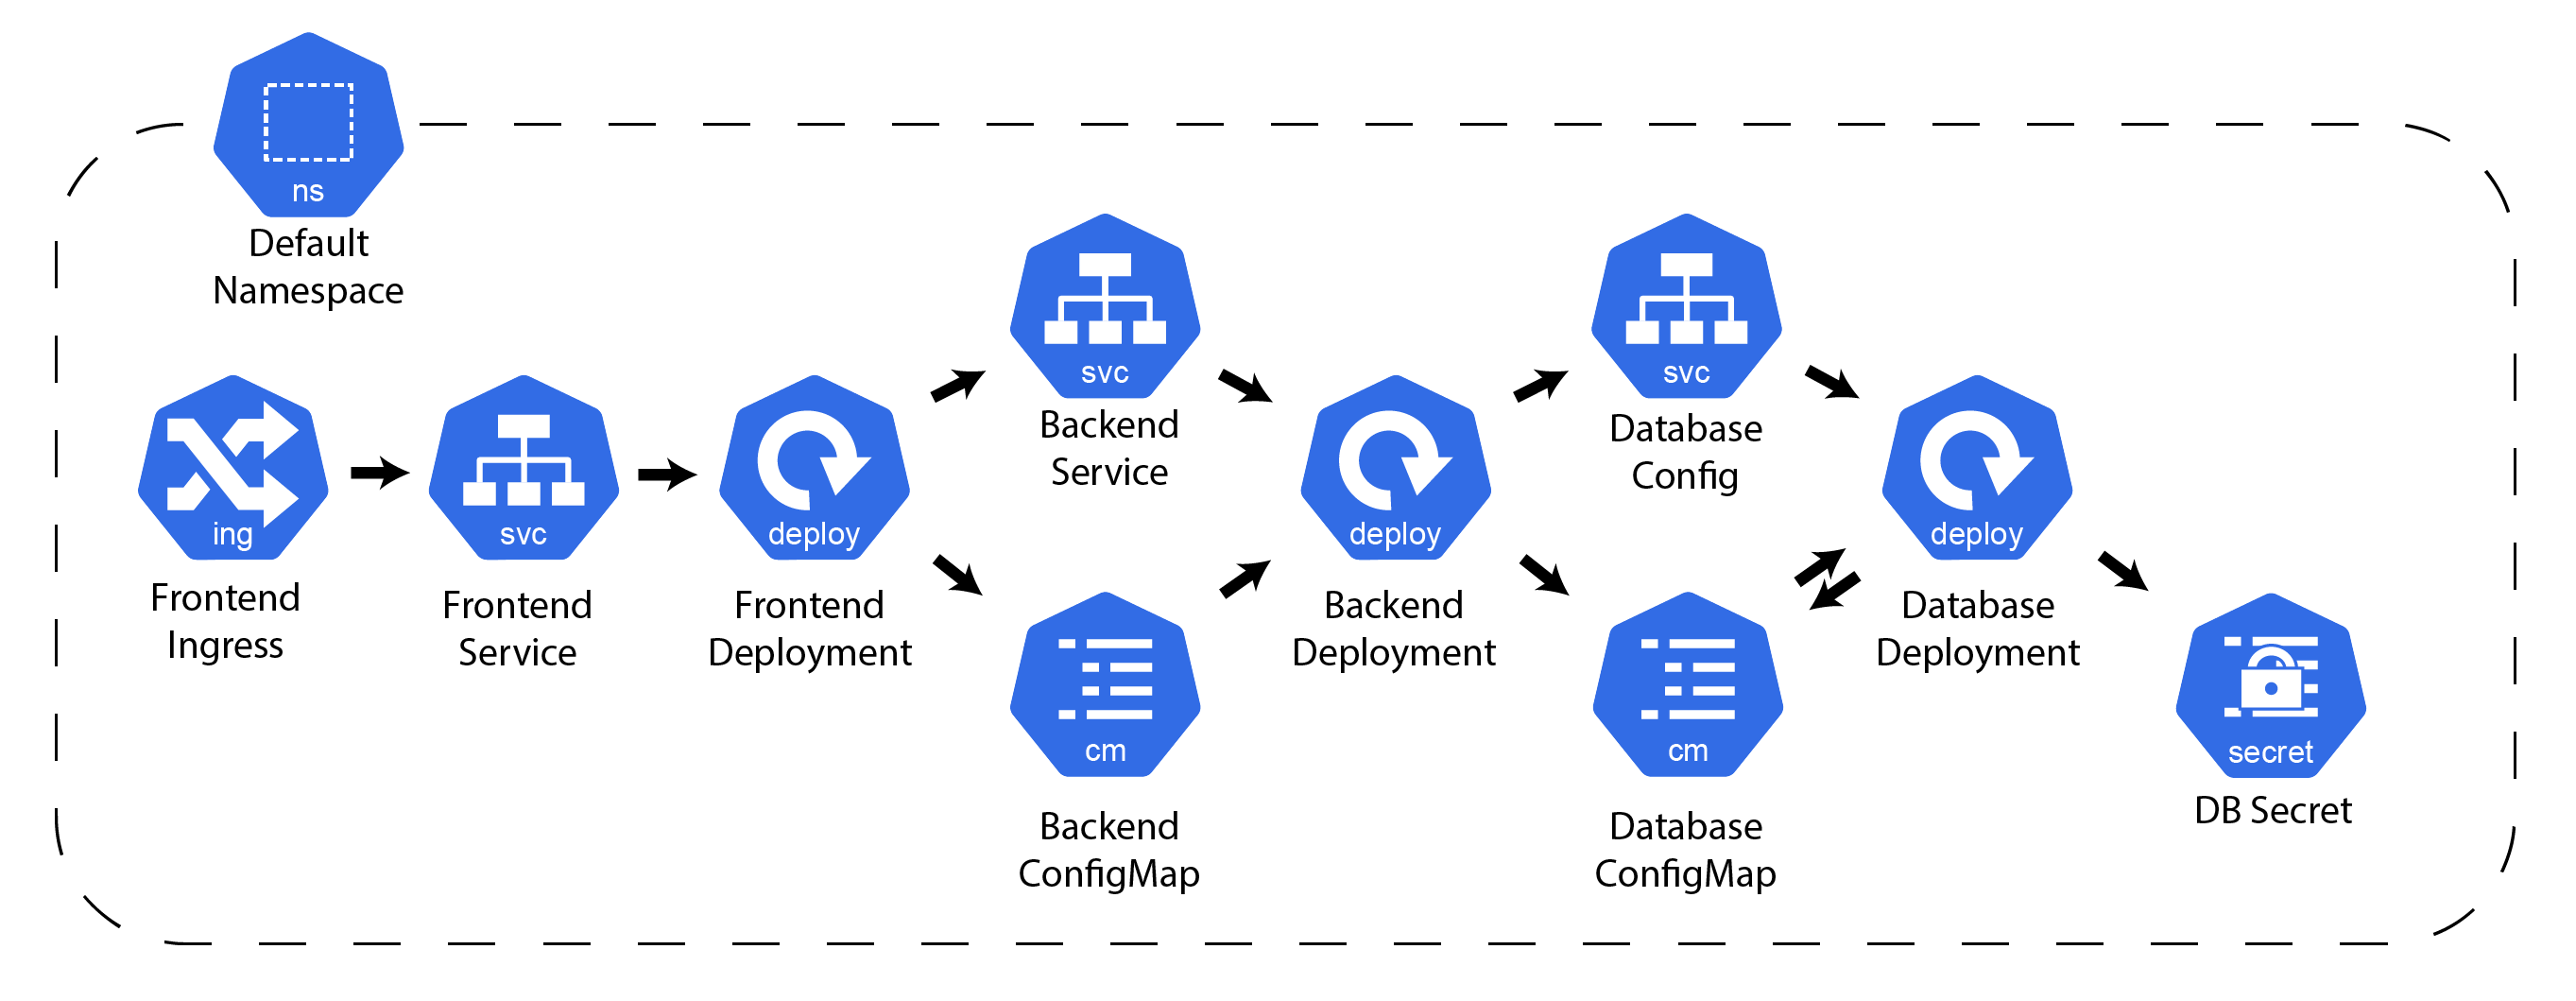 ns
Default
Namespace
ing
Frontend
Ingress
svc
Frontend
Service
deploy
Frontend
Deployment
svc
Backend
Service
cm
Backend
ConfigMap
deploy
Backend
Deployment
svc
Database
Config
cm
Database
ConfigMap
deploy
Database
Deployment
secret
DB Secret